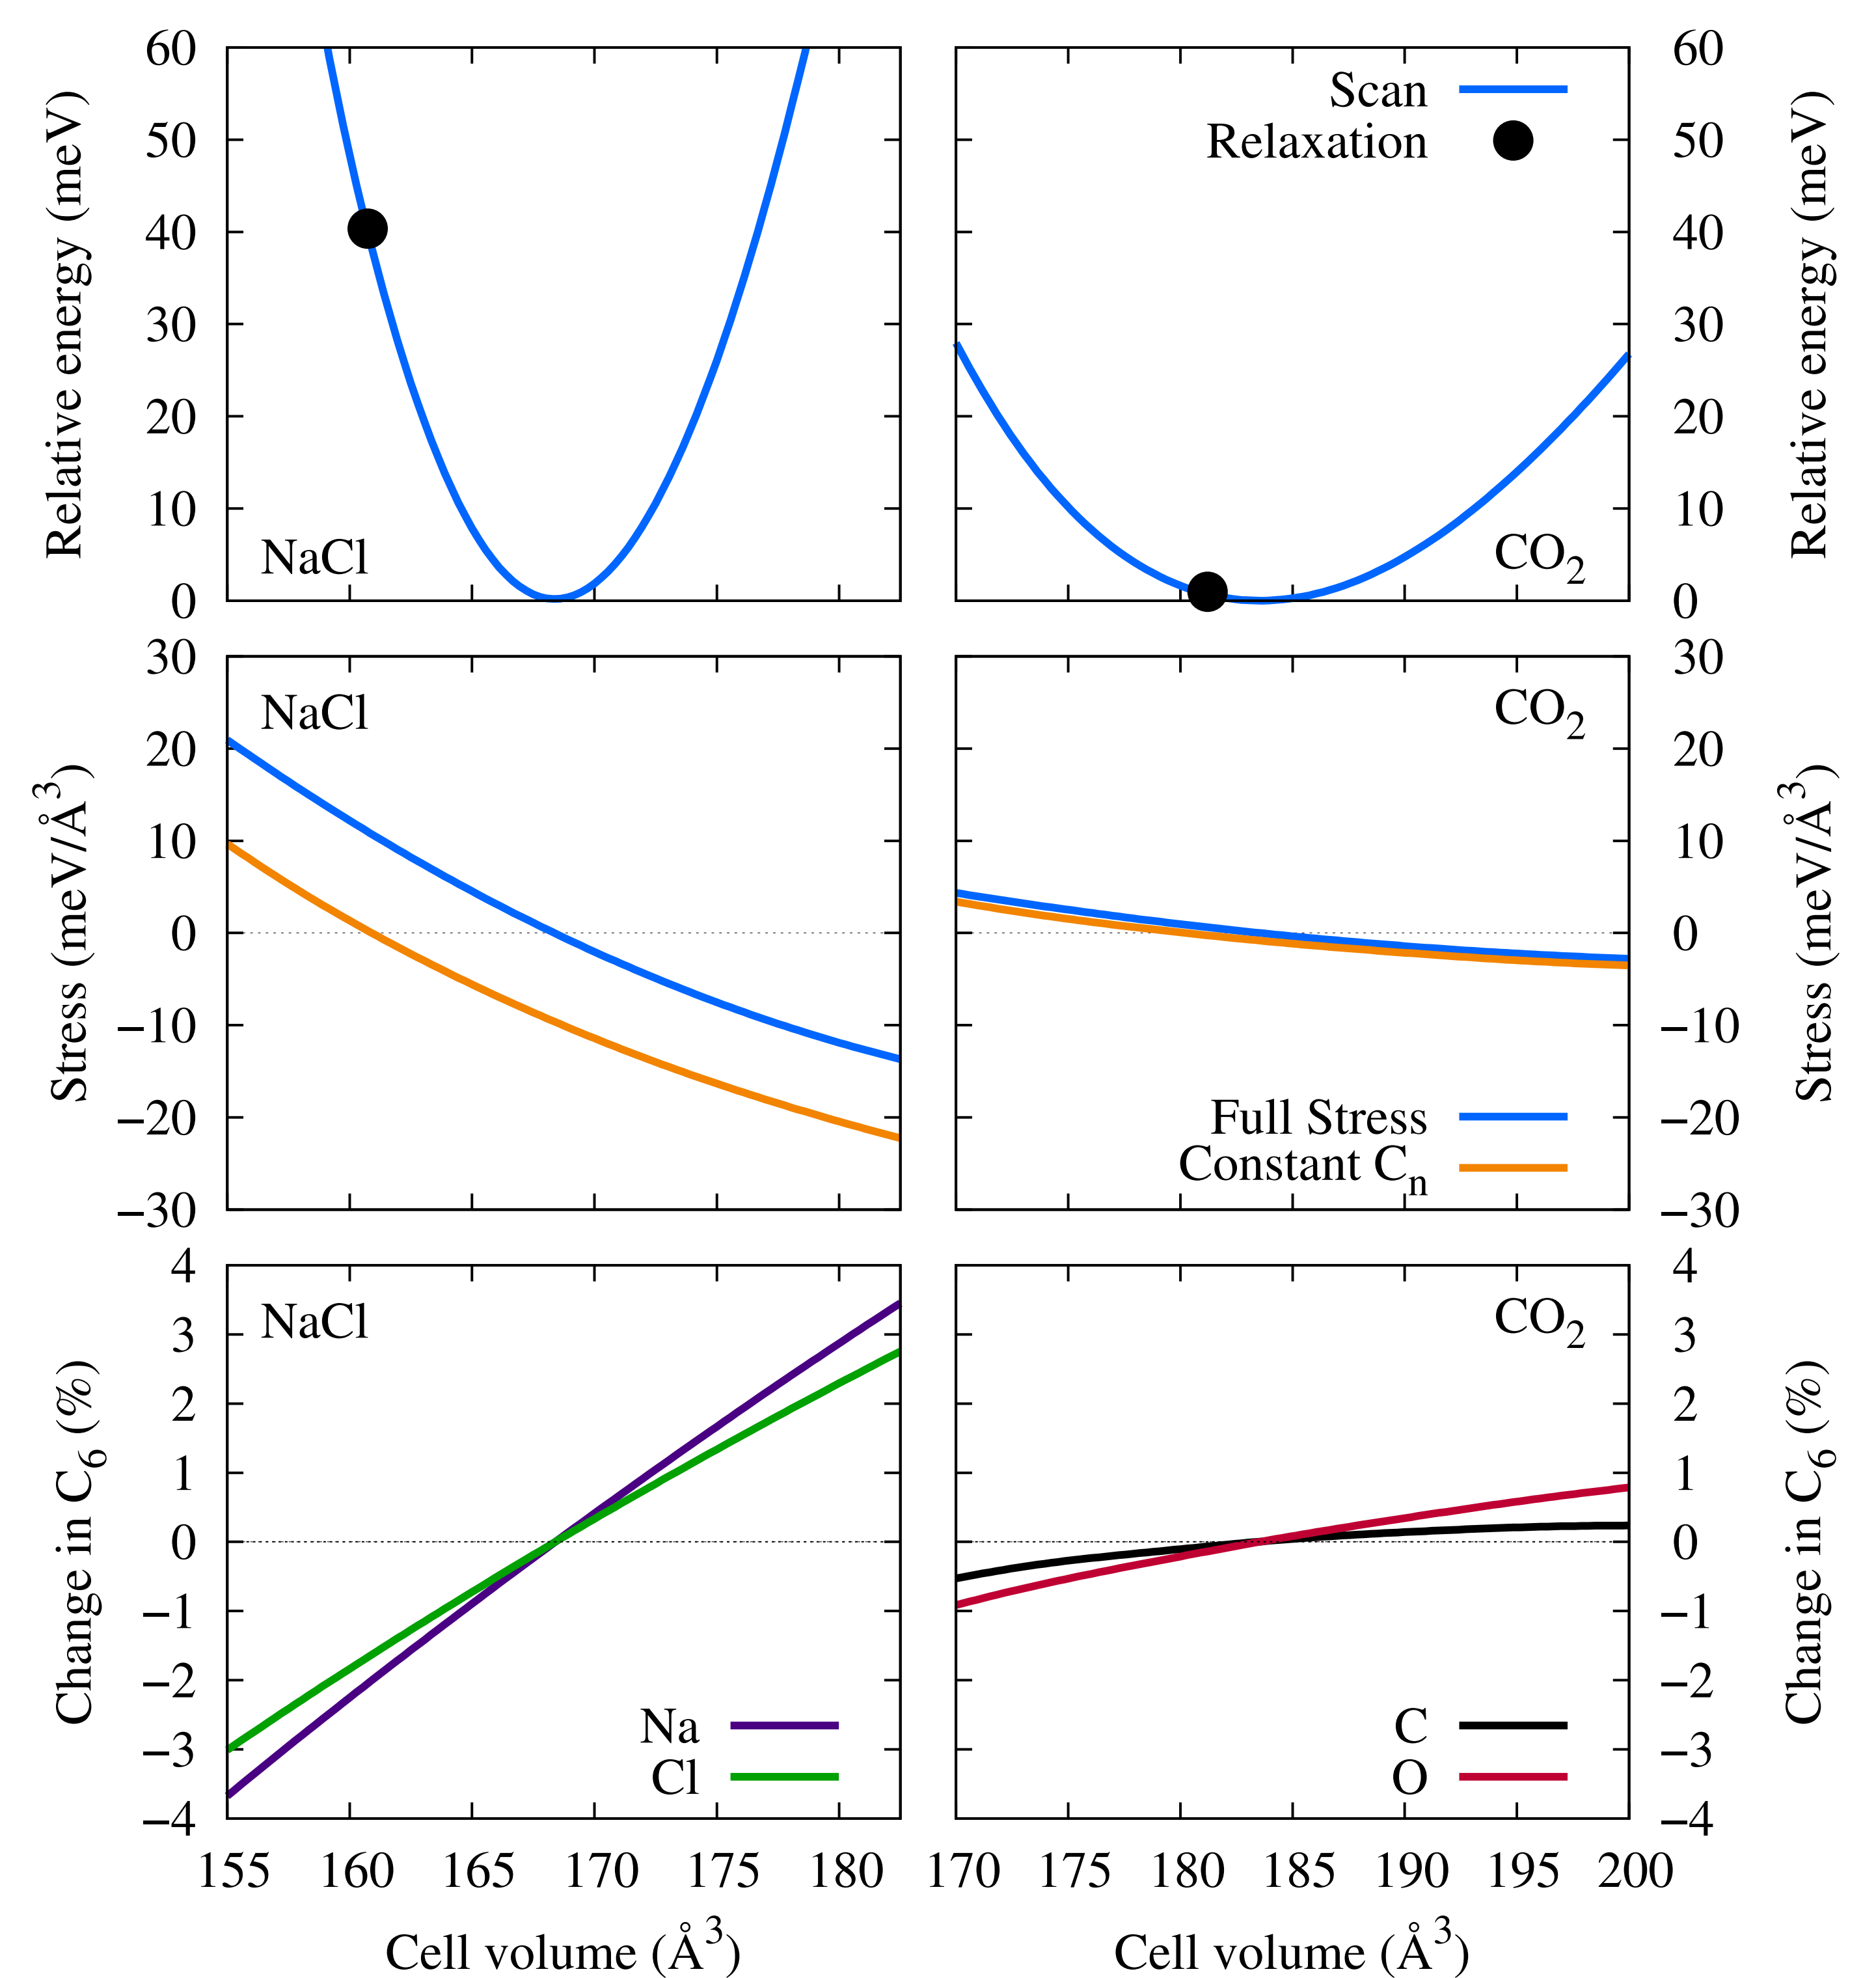 60 60
Relative energy (meV) Relative energy (meV)
Scan
50 Relaxation 50
40 40
30 30
20 20
10 10
NaCl CO2
0 0
30 30
Stress (meV/Å3) Stress (meV/Å3)
NaCl CO2
20 20
10 10
0 0
−10 −10
−20 Full Stress −20
Constant Cn
−30 −30
4 4
Change in C6 (%) Change in C6 (%)
NaCl CO2
3 3
2 2
1 1
0 0
−1 −1
−2 −2
Na C
−3 −3
Cl O
−4 −4
155 160 165 170 175 180 170 175 180 185 190 195 200
Cell volume (Å3) Cell volume (Å3)